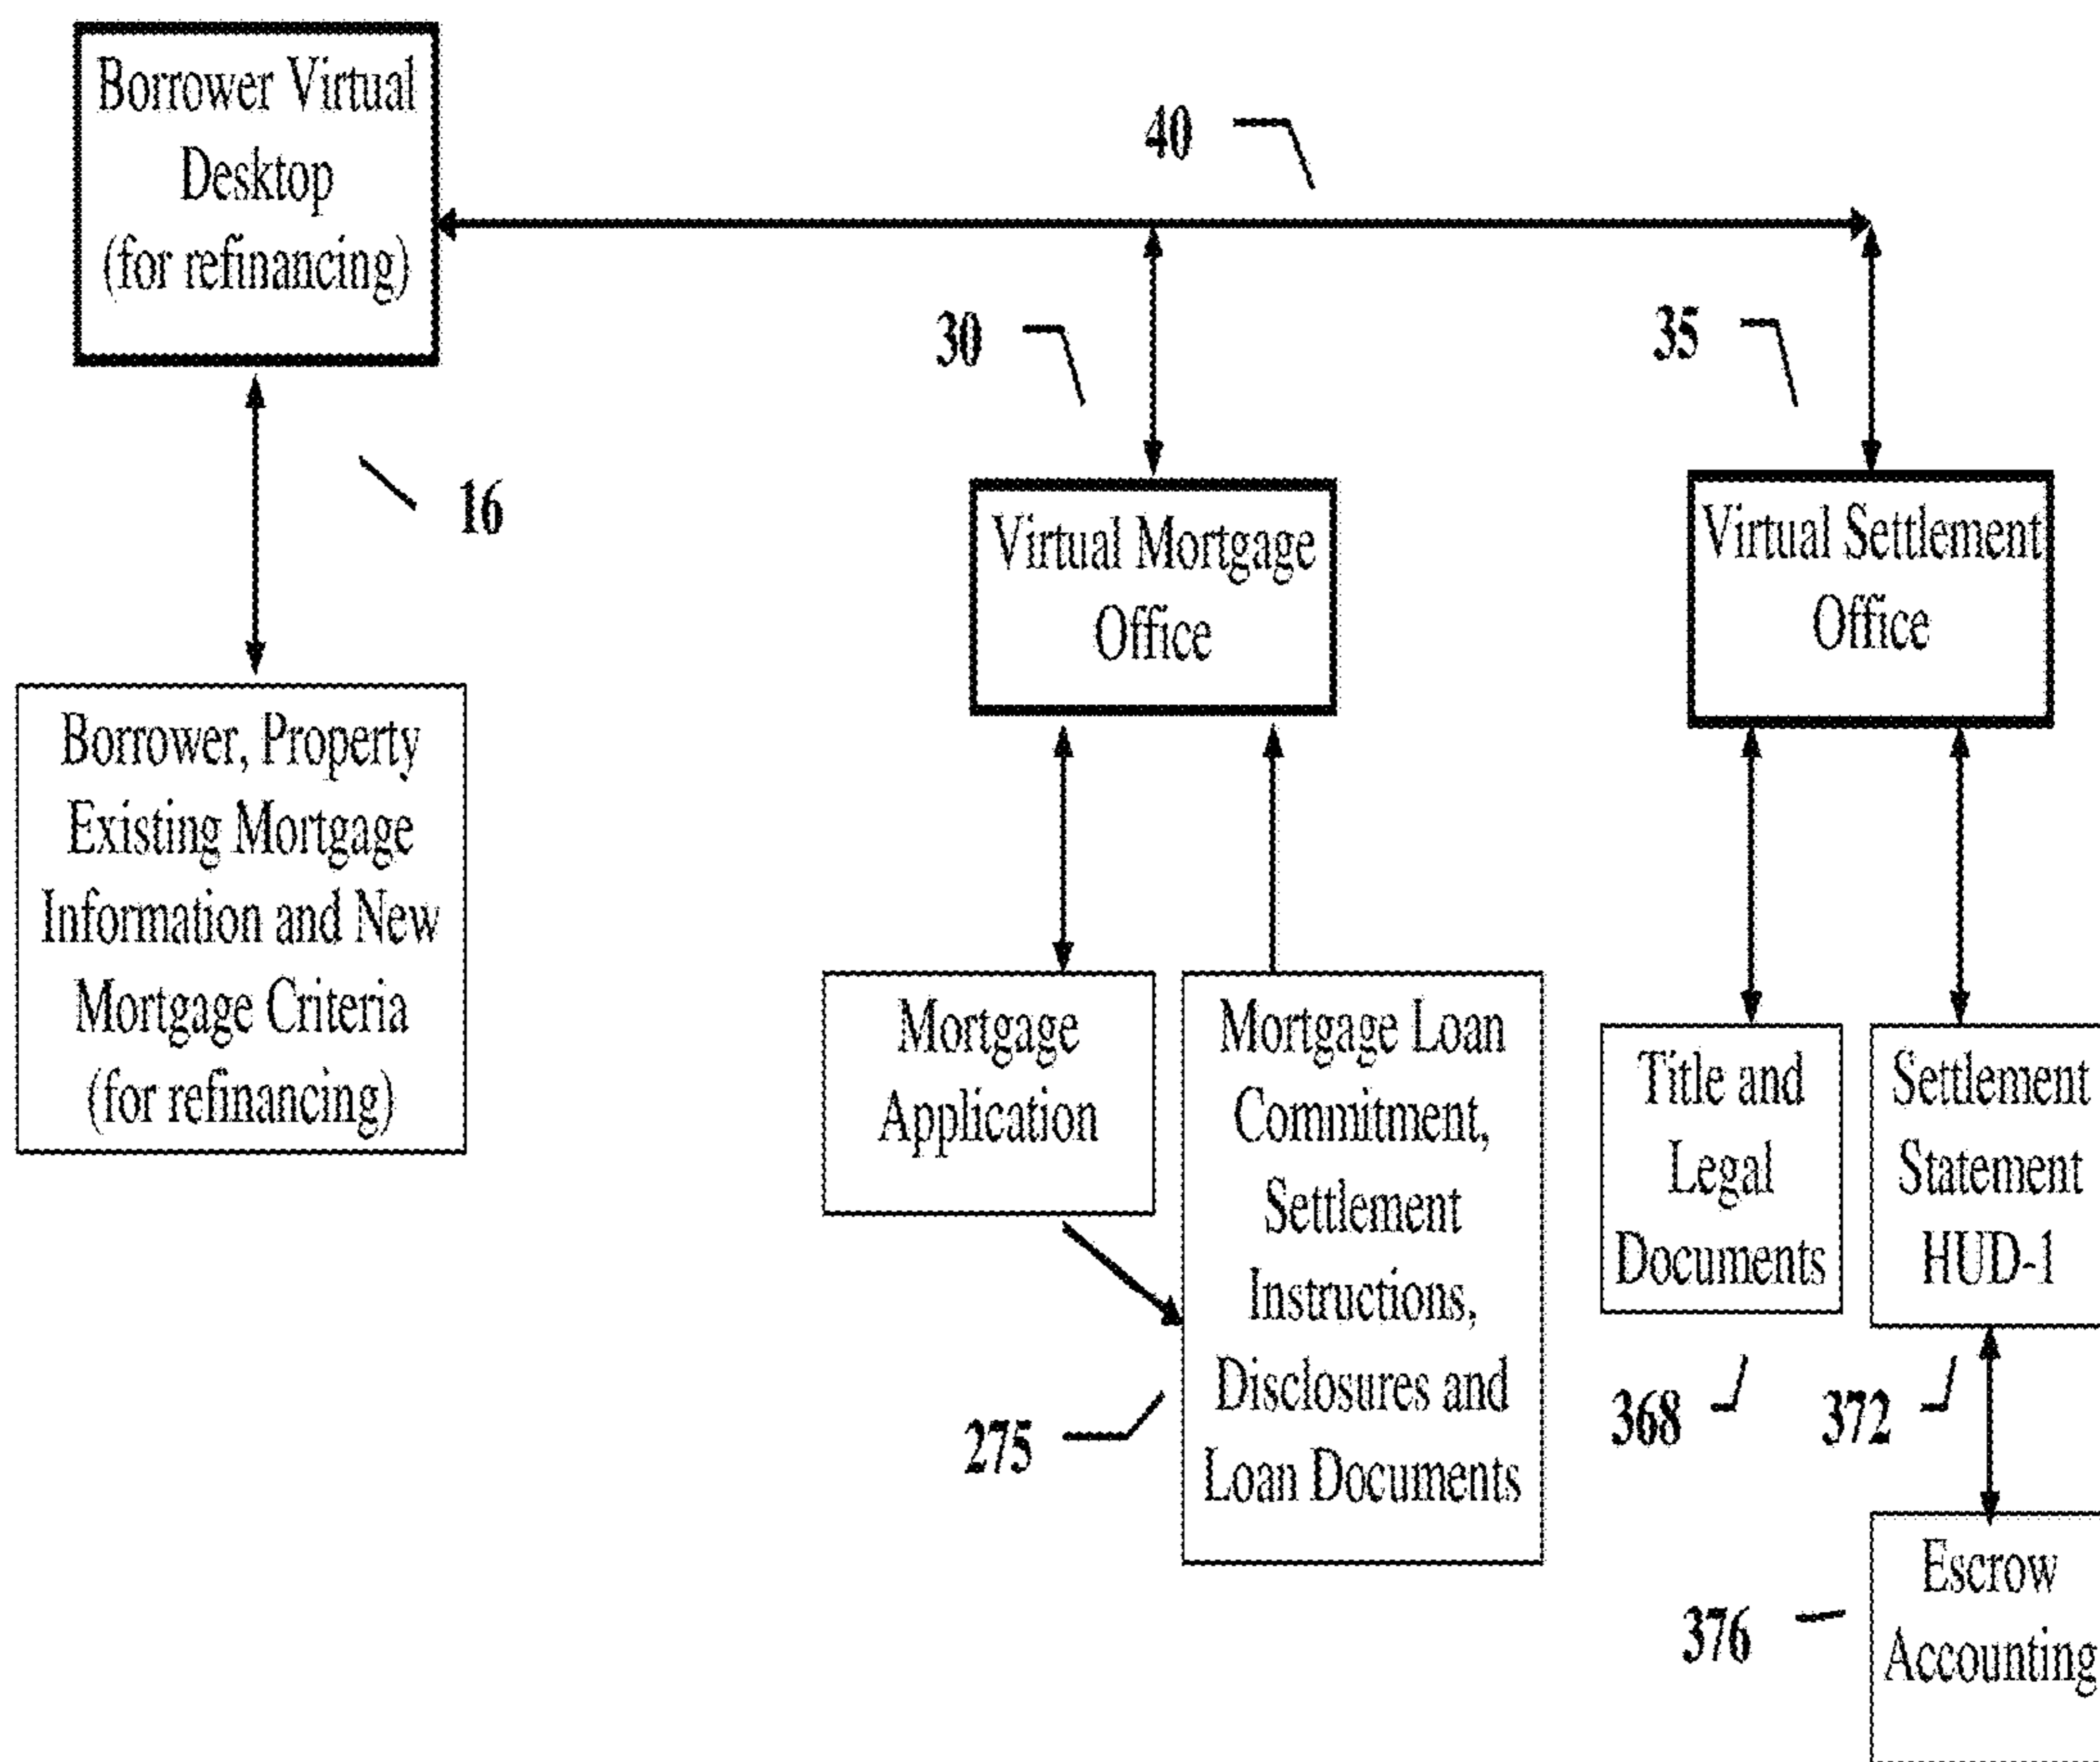 Borrower Virtual
Desktop
(for refinancing)
40
30
35
16
Virtual Mortgage
Office
Virtual Settlement
Office
Borrower, Property
Existing Mortgage
Information and New
Mortgage Criteria
(for refinancing)
Mortgage
Application
Mortgage Loan
Commitment,
Settlement
Instructions,
Disclosures and
Loan Documents
275
Title and
Legal
Documents
Settlement
Statement
HUD-1
368
372
Escrow
Accounting
376